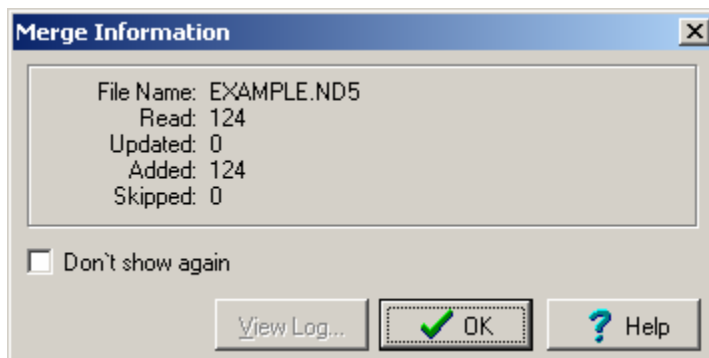 Merge Information
File Name: EXAMPLE.ND5
Read: 124
Updated: 0
Added: 124
Skipped: 0
Don`t show again
View Log...
OK
Help